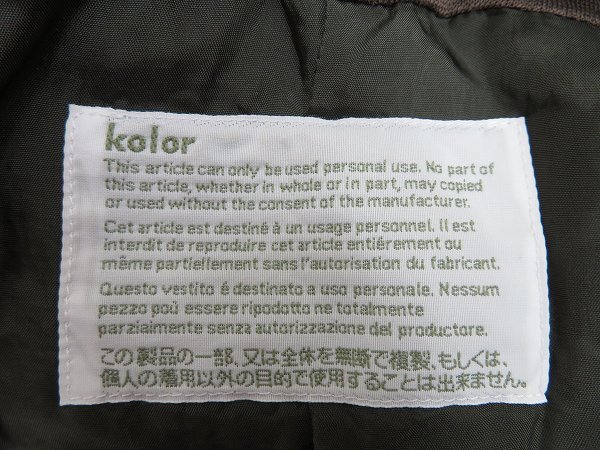 kolor
This article can only be used personal use. No part of
this article, whether in whole or in part, may copied
or used without the consent of the manufacturer.
Cet article est destiné à un usage personnel. Il est
interdit de reproduire cet article entiérement ou
même partiellement sans l'autorisation du fabricant.
Questo vestito é destinato a uso personale. Nessum
pezzo poü essere ripodotto ne totalmente
parziaimente senza autorizzazione del productore.
この製品の一部、又は全体を無断で複製、もしくは、
個人の着用以外の目的で使用することは出来ません。